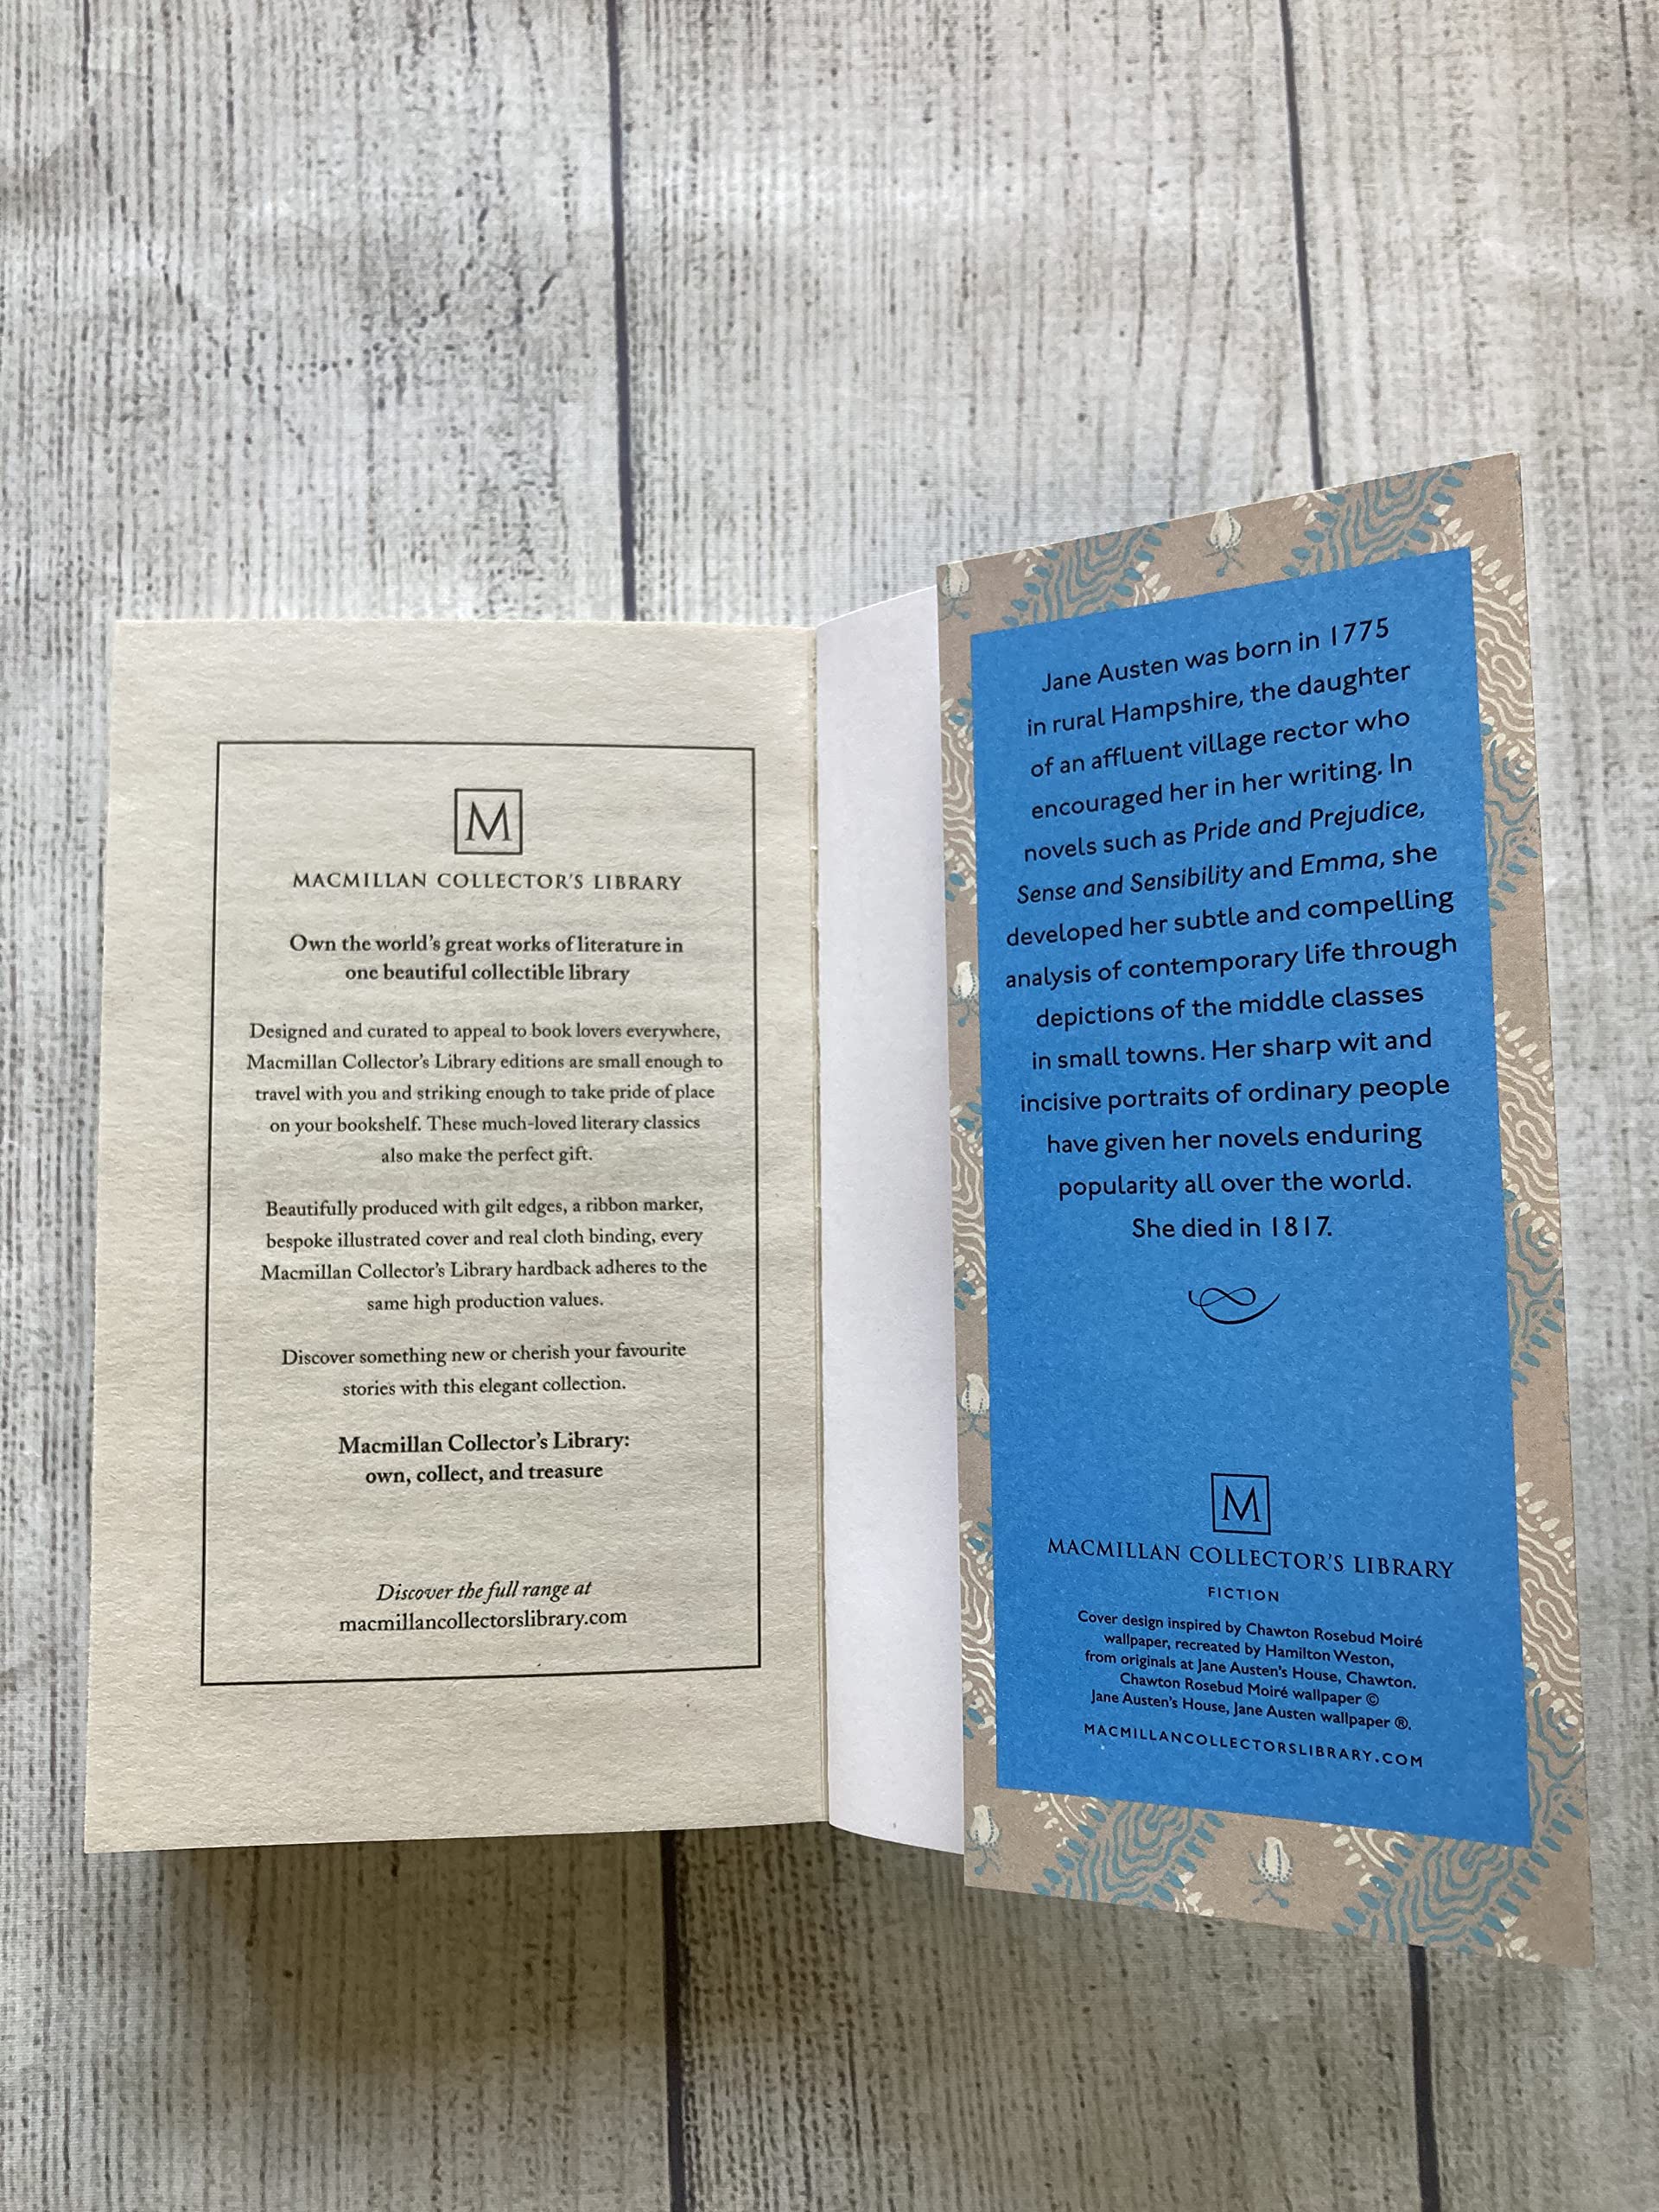 M
MACMILLAN COLLECTOR'S LIBRARY
Own the world's great works of literature in
one beautiful collectible library
Designed and curated to appeal to book lovers everywhere,
Macmillan Collector's Library editions are small enough to
travel with you and striking enough to take pride of place
on your bookshelf. These much-loved literary classics
also make the perfect gift.
Beautifully produced with gilt edges, a ribbon marker,
bespoke illustrated cover and real cloth binding, every
Macmillan Collector's Library hardback adheres to the
same high production values.
Discover something new or cherish your favourite
stories with this elegant collection.
Macmillan Collector's Library:
own, collect, and treasure
Discover the full range at
macmillancollectorslibrary.com
Jane Austen was born in 1775
in rural Hampshire, the daughter
of an affluent village rector who
encouraged her in her writing. In
novels such as Pride and Prejudice,
Sense and Sensibility and Emma, she
developed her subtle and compelling
analysis of contemporary life through
depictions of the middle classes
in small towns. Her sharp wit and
incisive portraits of ordinary people
have given her novels enduring
popularity all over the world.
She died in 1817.
M
MACMILLAN COLLECTOR'S LIBRARY
FICTION
Cover design inspired by Chawton Rosebud Moiré
wallpaper, recreated by Hamilton Weston,
from originals at Jane Austen's House, Chawton.
Chawton Rosebud Moiré wallpaper ©
Jane Austen's House, Jane Austen wallpaper ®.
MACMILLANCOLLECTORSLIBRARY.COM